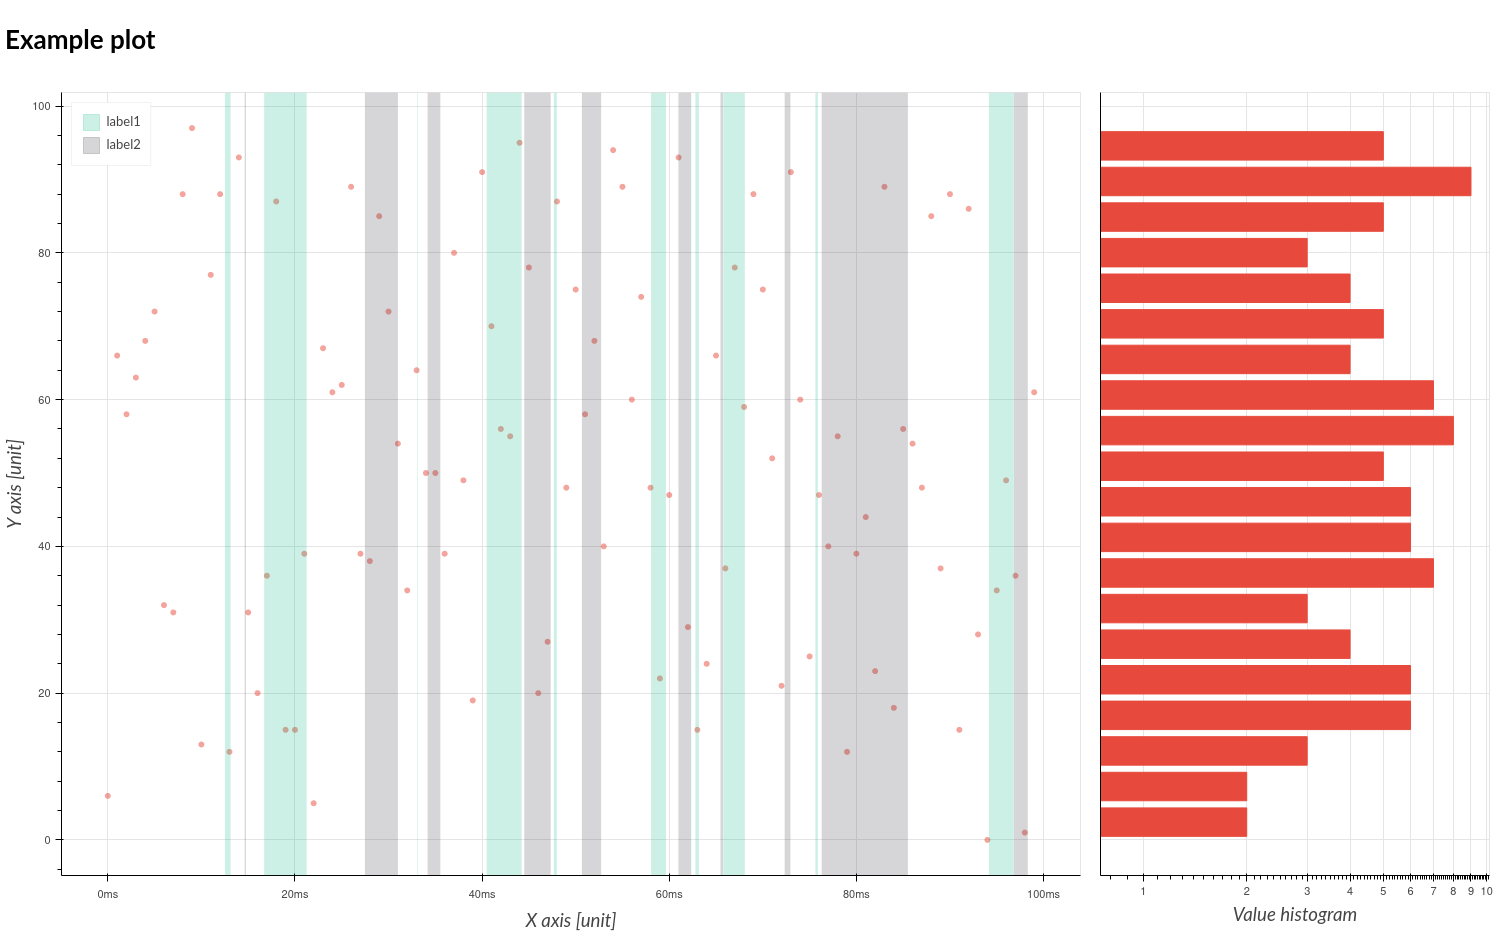 Example plot
label1
label2
100
80
60
40
20
0
Y axis [unit]
0ms 20ms 40ms 60ms 80ms 100ms
X axis [unit]
1 2 3 4 5 6 7 8 9 10
Value histogram